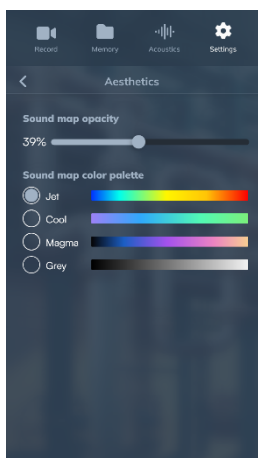 Record Memory Acoustics Settings
Aesthetics
Sound map opacity
39%
Sound map color palette
Jet
Cool
Magma
Grey